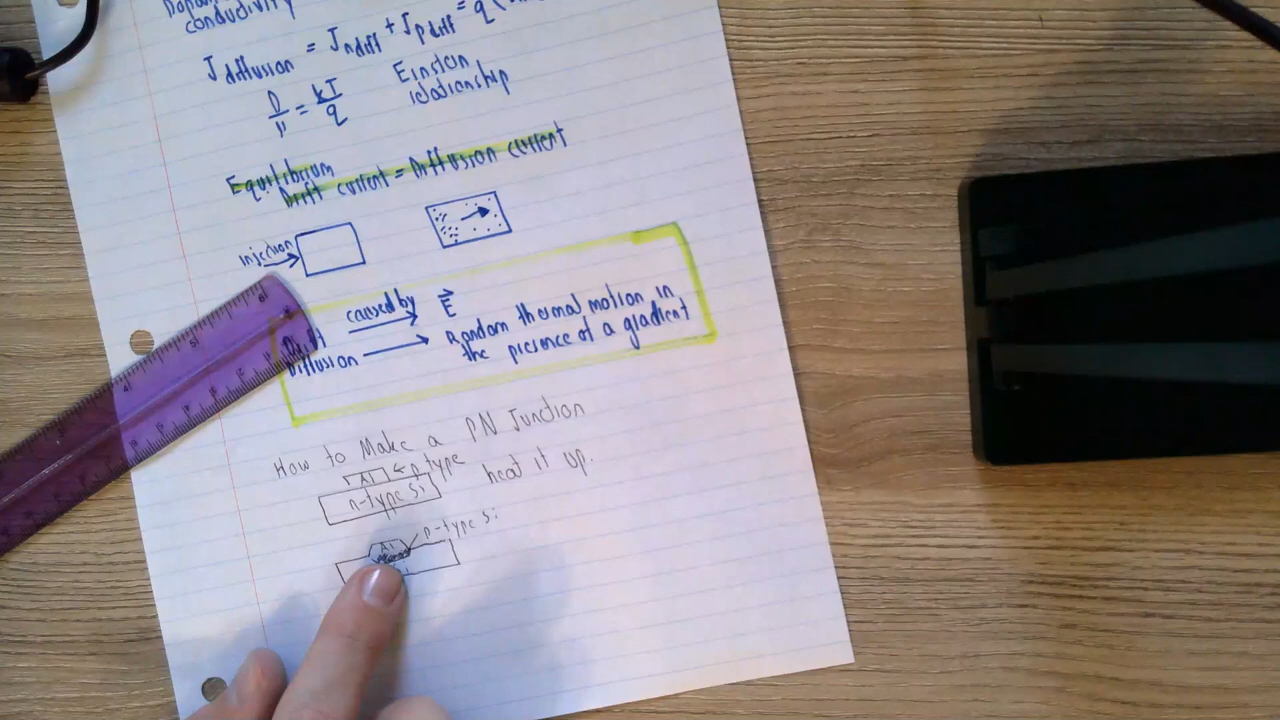 conductivity
J diffusion = J n diff + J p diff = q (
D/μ = kT/q
Einstein relationship
Equilibrium
Drift current = Diffusion current
injection
caused by E
Diffusion → Random thermal motion in
the presence of a gradient
How to Make a PN Junction
Al ← p type
n-type Si
heat it up.
p-type Si
Al